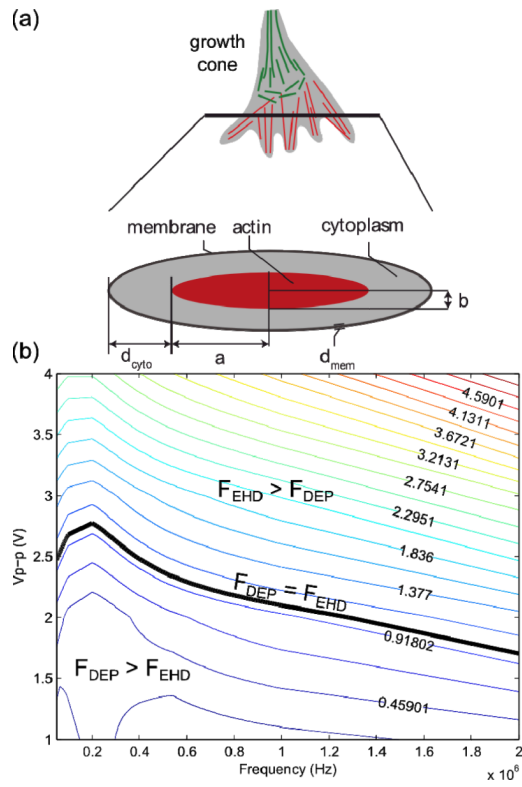 (a)
growth
cone
membrane actin cytoplasm
b
d_cyto a d_mem
(b)
4
4.5901
4.1311
3.6721
3.5
3.2131
2.7541
F_EHD > F_DEP
2.2951
3
1.836
Vp-p (V)
2.5
1.377
F_DEP = F_EHD
2
0.91802
F_DEP > F_EHD
1.5
0.45901
1
0.2 0.4 0.6 0.8 1 1.2 1.4 1.6 1.8 2
Frequency (Hz)
x 10^6